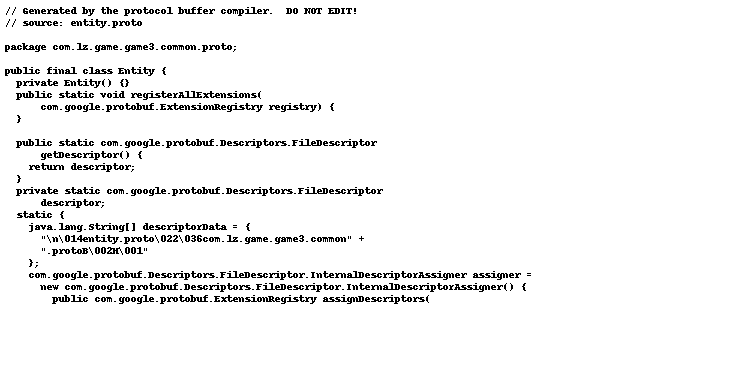 // Generated by the protocol buffer compiler.  DO NOT EDIT!
// source: entity.proto

package com.lz.game.game3.common.proto;

public final class Entity {
  private Entity() {}
  public static void registerAllExtensions(
      com.google.protobuf.ExtensionRegistry registry) {
  }

  public static com.google.protobuf.Descriptors.FileDescriptor
      getDescriptor() {
    return descriptor;
  }
  private static com.google.protobuf.Descriptors.FileDescriptor
      descriptor;
  static {
    java.lang.String[] descriptorData = {
      "\n\014entity.proto\022\036com.lz.game.game3.common" +
      ".protoB\002H\001"
    };
    com.google.protobuf.Descriptors.FileDescriptor.InternalDescriptorAssigner assigner =
      new com.google.protobuf.Descriptors.FileDescriptor.InternalDescriptorAssigner() {
        public com.google.protobuf.ExtensionRegistry assignDescriptors(